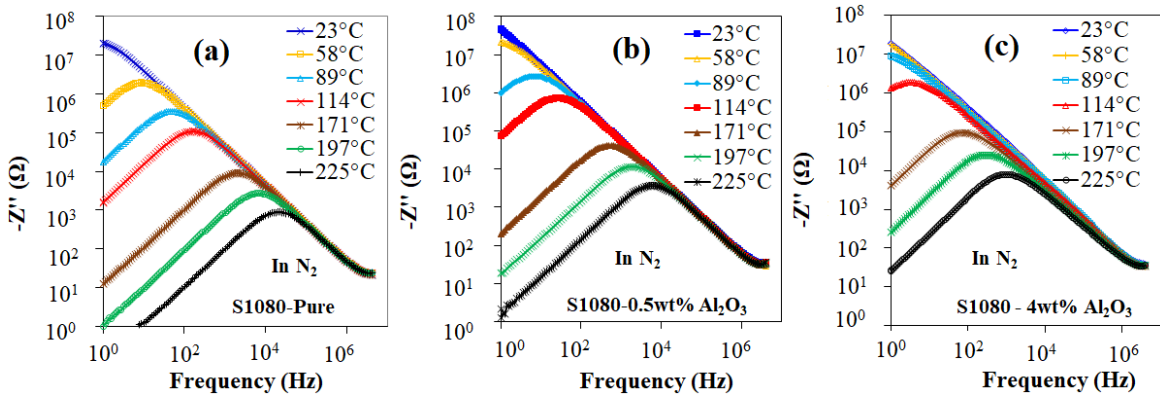 (a)
23°C
58°C
89°C
114°C
171°C
197°C
225°C
10⁸
10⁷
10⁶
10⁵
10⁴
10³
10²
10¹
10⁰
-Z'' (Ω)
In N₂
S1080-Pure
10⁰ 10² 10⁴ 10⁶
Frequency (Hz)
(b)
23°C
58°C
89°C
114°C
171°C
197°C
225°C
10⁸
10⁷
10⁶
10⁵
10⁴
10³
10²
10¹
10⁰
-Z'' (Ω)
In N₂
S1080-0.5wt% Al₂O₃
10⁰ 10² 10⁴ 10⁶
Frequency (Hz)
(c)
23°C
58°C
89°C
114°C
171°C
197°C
225°C
10⁸
10⁷
10⁶
10⁵
10⁴
10³
10²
10¹
10⁰
-Z'' (Ω)
In N₂
S1080 - 4wt% Al₂O₃
10⁰ 10² 10⁴ 10⁶
Frequency (Hz)